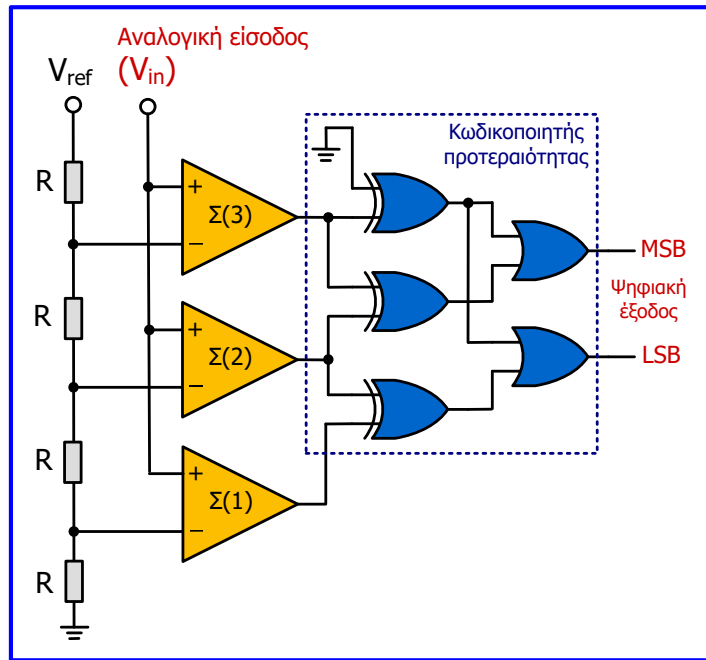 Αναλογική είσοδος
(Vin)
Vref
Κωδικοποιητής
προτεραιότητας
R
+
Σ(3)
−
MSB
Ψηφιακή
έξοδος
R
+
Σ(2)
−
LSB
R
+
Σ(1)
−
R